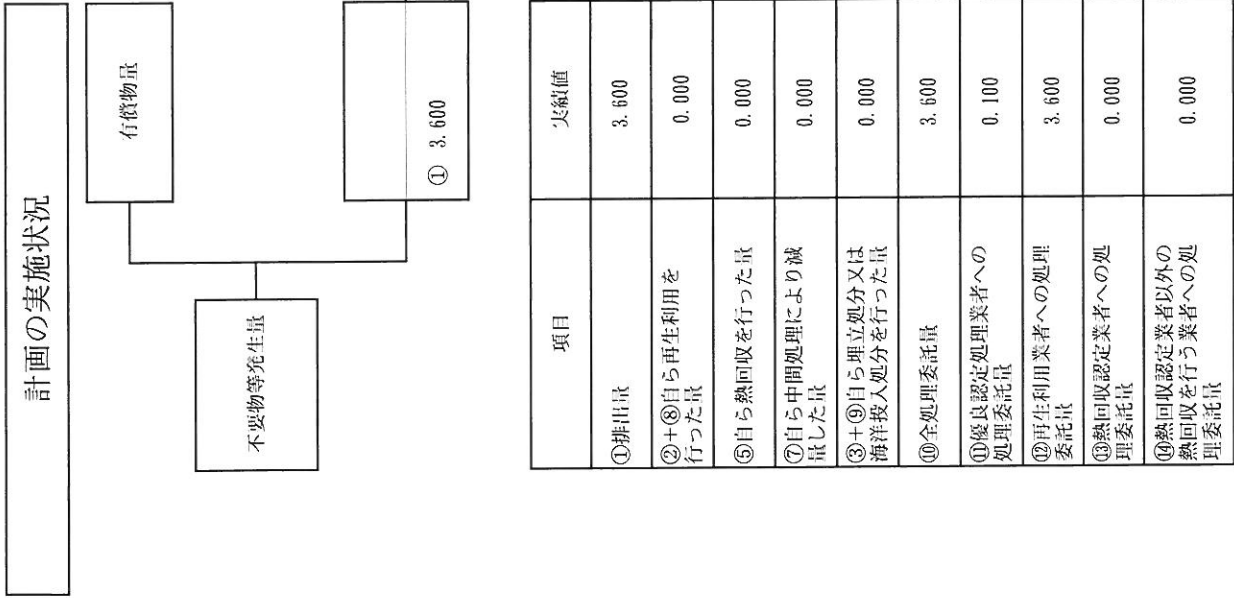 計画の実施状況
有償物量
不要物等発生量
① 3.600
項目
実績値
①排出量
3.600
②+⑧自ら再生利用を
行った量
0.000
⑤自ら熱回収を行った量
0.000
⑦自ら中間処理により減
量した量
0.000
③+⑨自ら埋立処分又は
海洋投入処分を行った量
0.000
⑩全処理委託量
3.600
⑪優良認定処理業者への
処理委託量
0.100
⑫再生利用業者への処理
委託量
3.600
⑬熱回収認定業者への処
理委託量
0.000
⑭熱回収認定業者以外の
熱回収を行う業者への処
理委託量
0.000